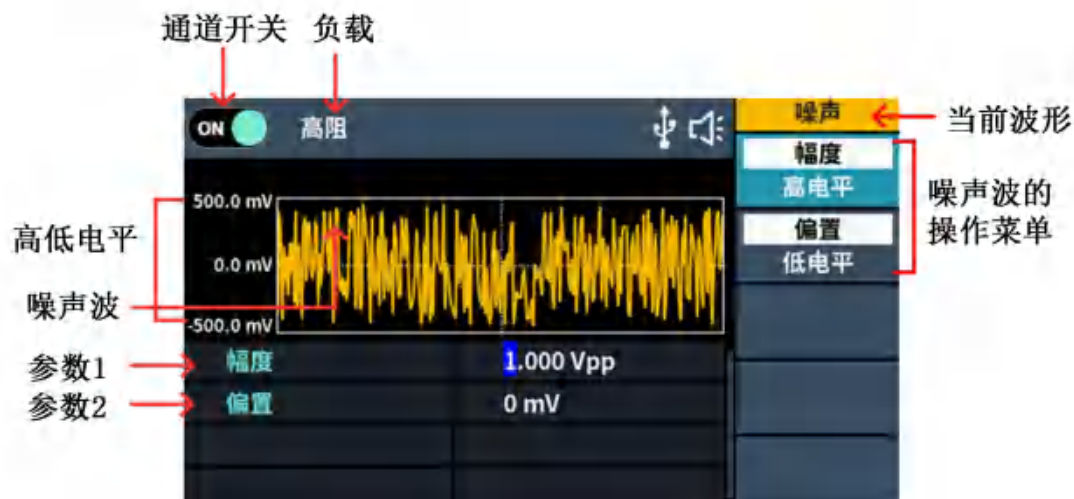 通道开关 负载
ON 高阻 噪声 当前波形
幅度
高电平
偏置
低电平
噪声波的
操作菜单
500.0 mV
高低电平
0.0 mV
噪声波
-500.0 mV
参数1 幅度 1.000 Vpp
参数2 偏置 0 mV